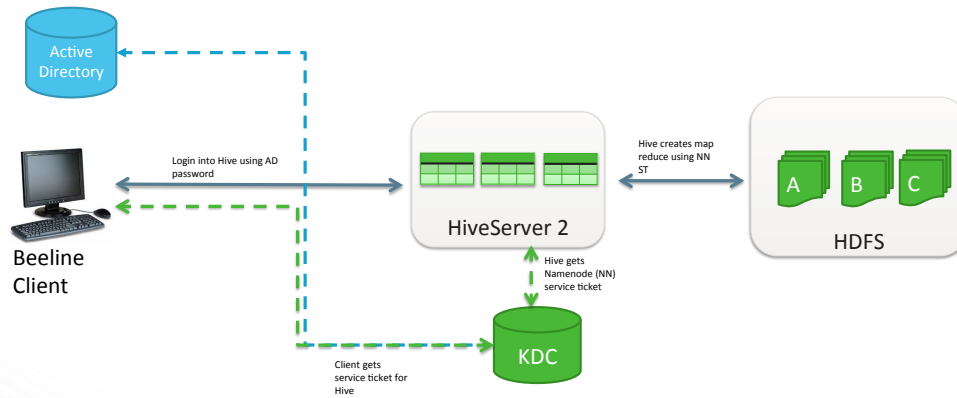 Active
Directory
Login into Hive using AD
password
Hive creates map
reduce using NN
ST
A
B
C
HiveServer 2
HDFS
Beeline
Client
Hive gets
Namenode (NN)
service ticket
KDC
Client gets
service ticket for
Hive